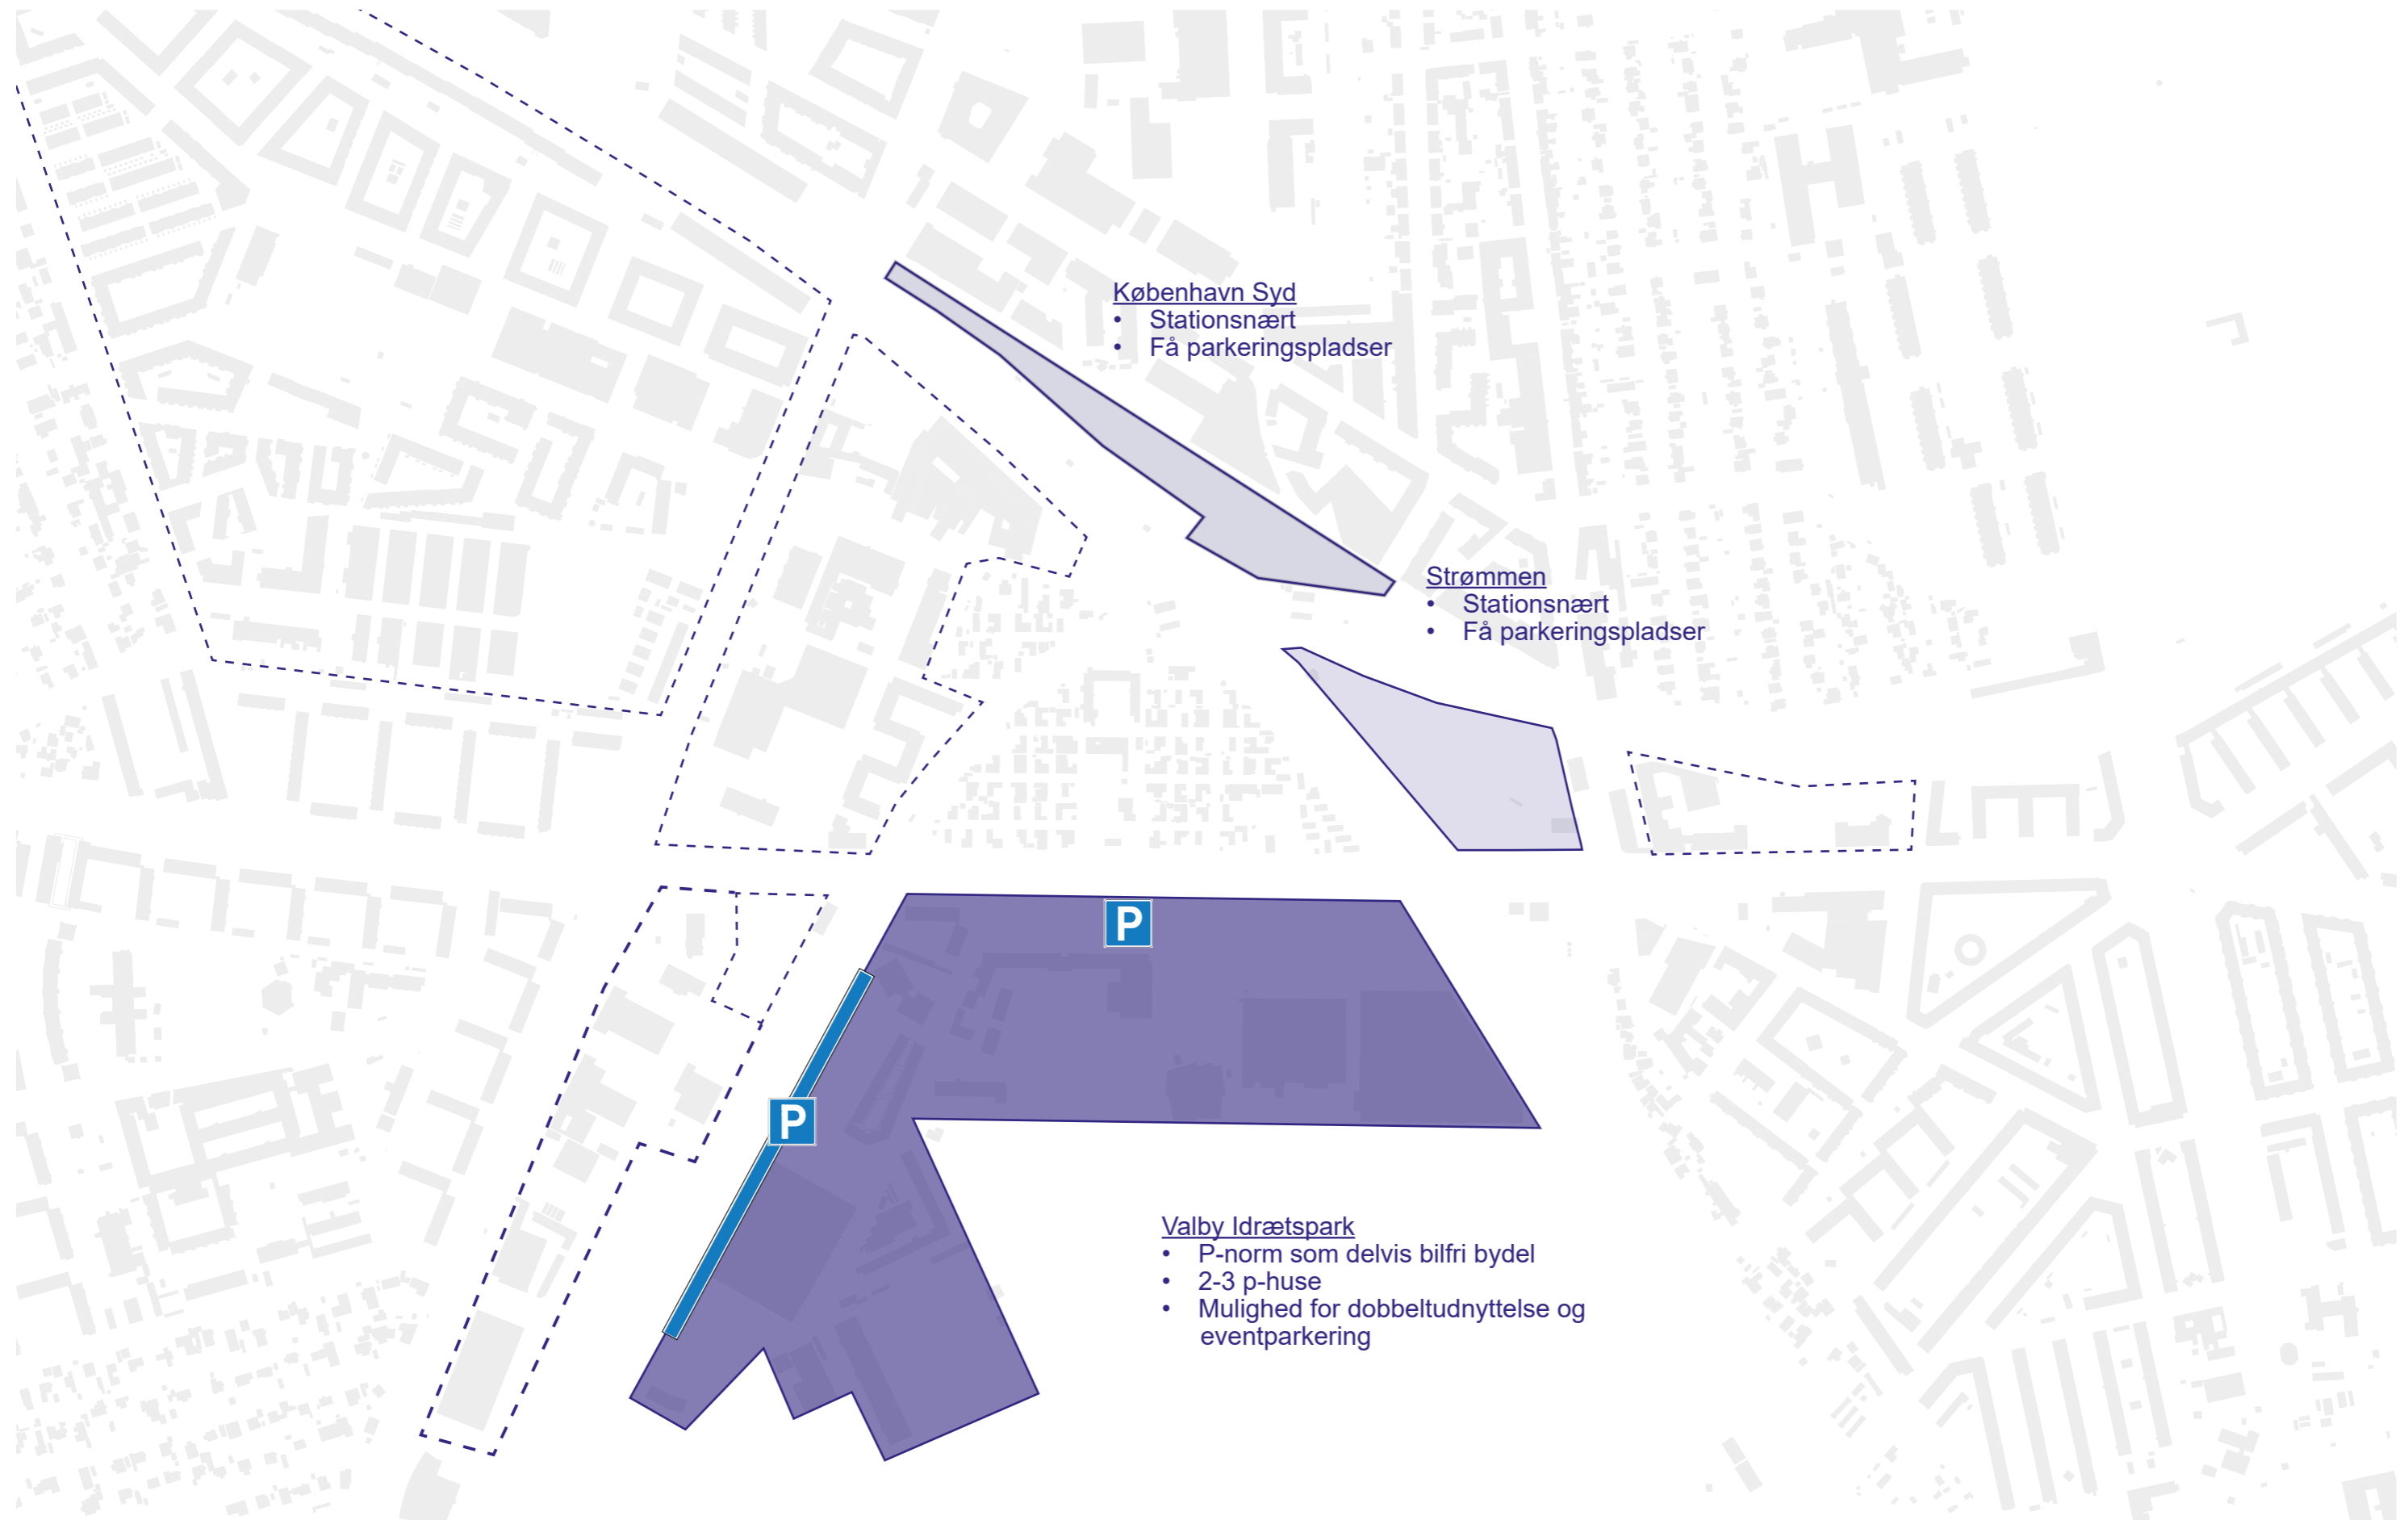 København Syd
• Stationsnært
• Få parkeringspladser
Strømmen
• Stationsnært
• Få parkeringspladser
P
P
Valby Idrætspark
• P-norm som delvis bilfri bydel
• 2-3 p-huse
• Mulighed for dobbeltudnyttelse og
eventparkering